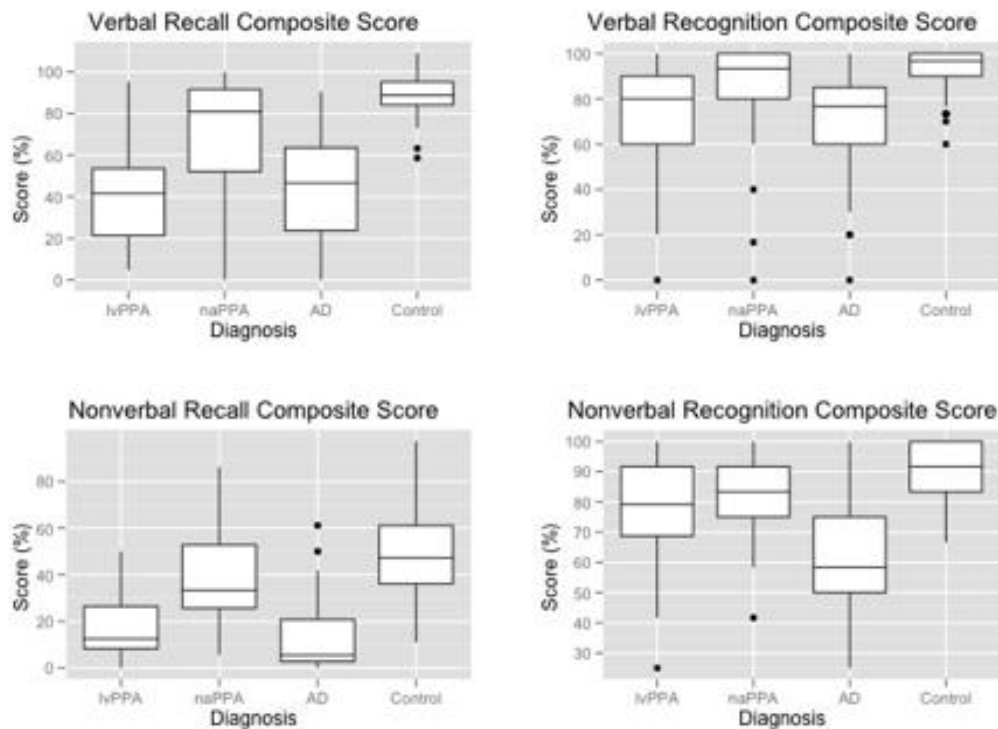 Verbal Recall Composite Score
Score (%)
100
80
60
40
20
0
lvPPA naPPA AD Control
Diagnosis
Verbal Recognition Composite Score
Score (%)
100
80
60
40
20
0
lvPPA naPPA AD Control
Diagnosis
Nonverbal Recall Composite Score
Score (%)
80
60
40
20
0
lvPPA naPPA AD Control
Diagnosis
Nonverbal Recognition Composite Score
Score (%)
100
90
80
70
60
50
40
30
lvPPA naPPA AD Control
Diagnosis